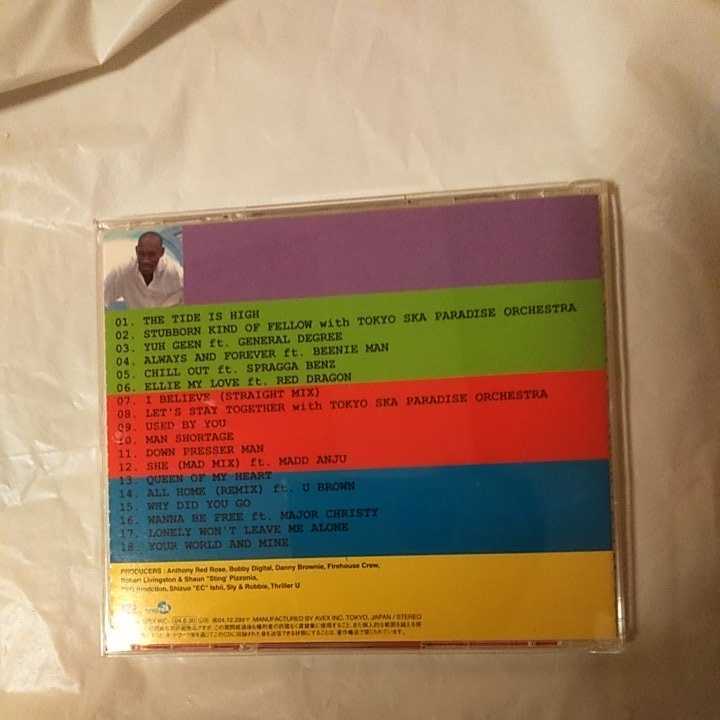 01. THE TIDE IS HIGH
02. STUBBORN KIND OF FELLOW with TOKYO SKA PARADISE ORCHESTRA
03. YUH GEEN ft. GENERAL DEGREE
04. ALWAYS AND FOREVER ft. BEENIE MAN
05. CHILL OUT ft. SPRAGGA BENZ
06. ELLIE MY LOVE ft. RED DRAGON
07. I BELIEVE (STRAIGHT MIX)
08. LET'S STAY TOGETHER with TOKYO SKA PARADISE ORCHESTRA
09. USED BY YOU
10. MAN SHORTAGE
11. DOWN PRESSER MAN
12. SHE (MAD MIX) ft. MADD ANJU
13. QUEEN OF MY HEART
14. ALL HOME (REMIX) ft. U BROWN
15. WHY DID YOU GO
16. WANNA BE FREE ft. MAJOR CHRISTY
17. LONELY WON'T LEAVE ME ALONE
18. YOUR WORLD AND MINE
PRODUCERS : Anthony Red Rose, Bobby Digital, Danny Brownie, Firehouse Crew,
Robert Livingston & Shaun "Sting" Pizzonia,
Shizuo "EC" Ishii, Sly & Robbie, Thriller U
MANUFACTURED BY AVEX INC. TOKYO, JAPAN / STEREO